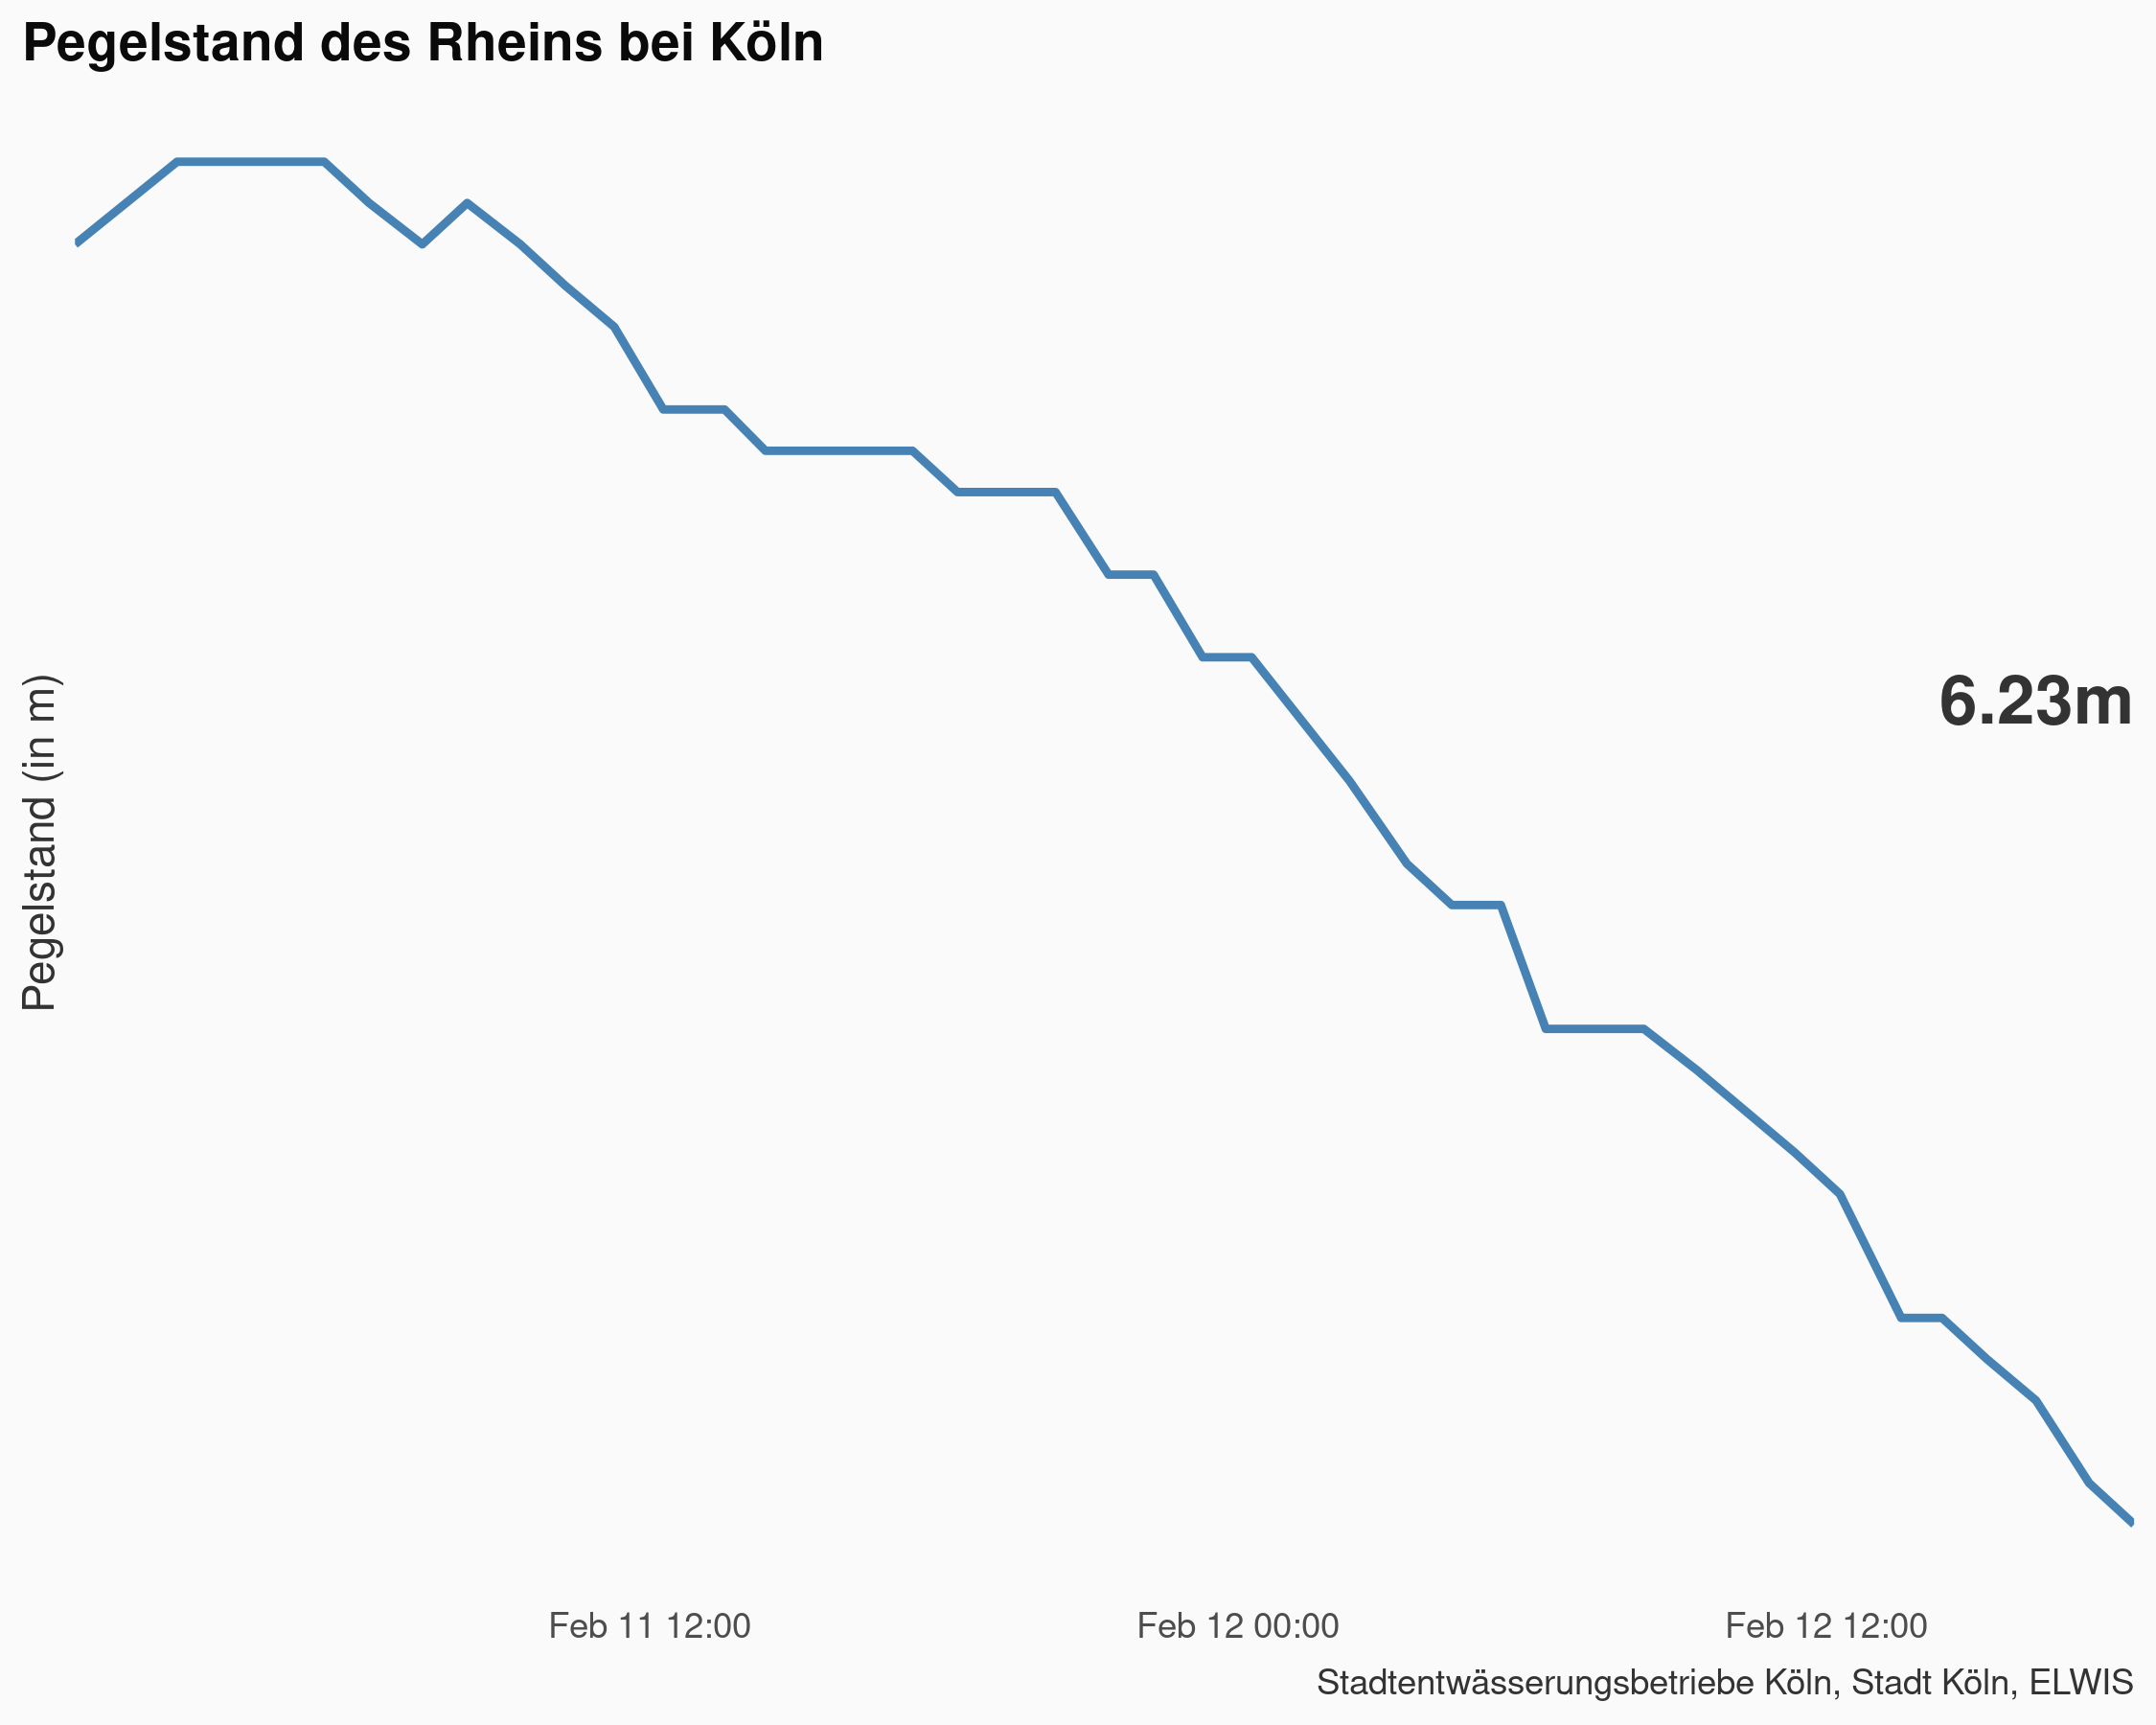 Pegelstand des Rheins bei Köln
Pegelstand (in m)
6.23m
Feb 11 12:00
Feb 12 00:00
Feb 12 12:00
Stadtentwässerungsbetriebe Köln, Stadt Köln, ELWIS